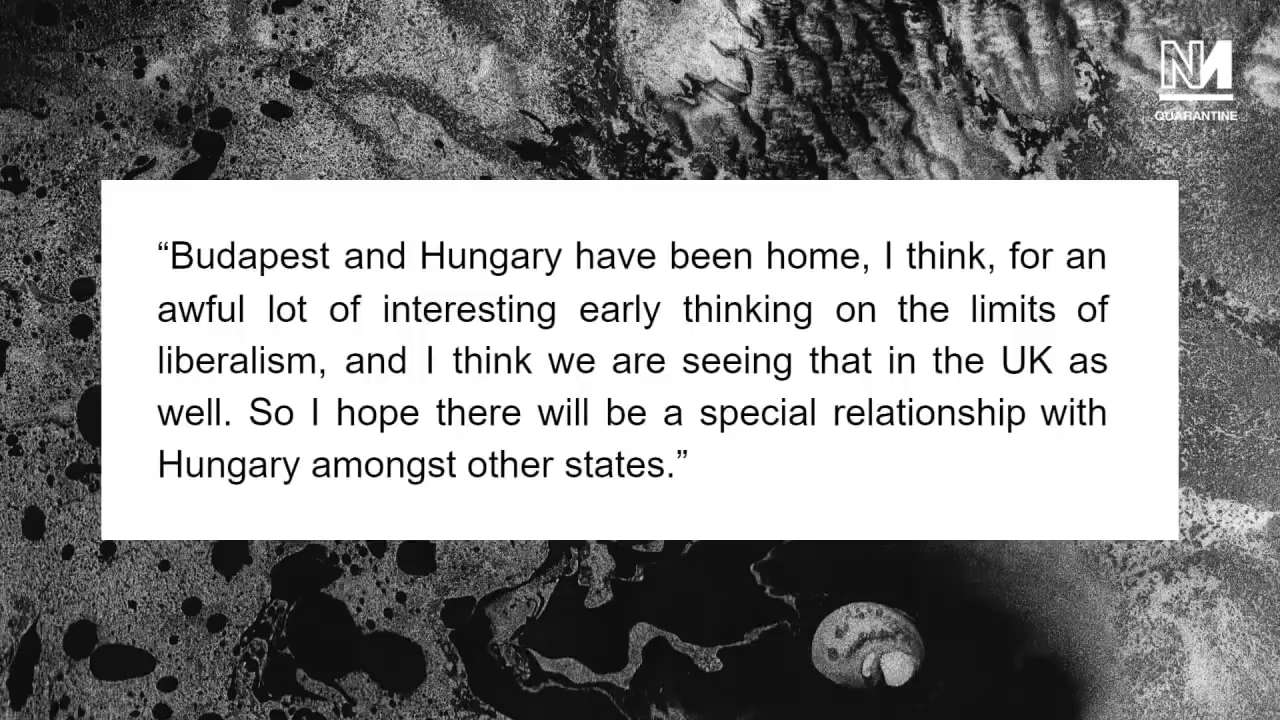 NM
QUARANTINE
“Budapest and Hungary have been home, I think, for an
awful lot of interesting early thinking on the limits of
liberalism, and I think we are seeing that in the UK as
well. So I hope there will be a special relationship with
Hungary amongst other states.”